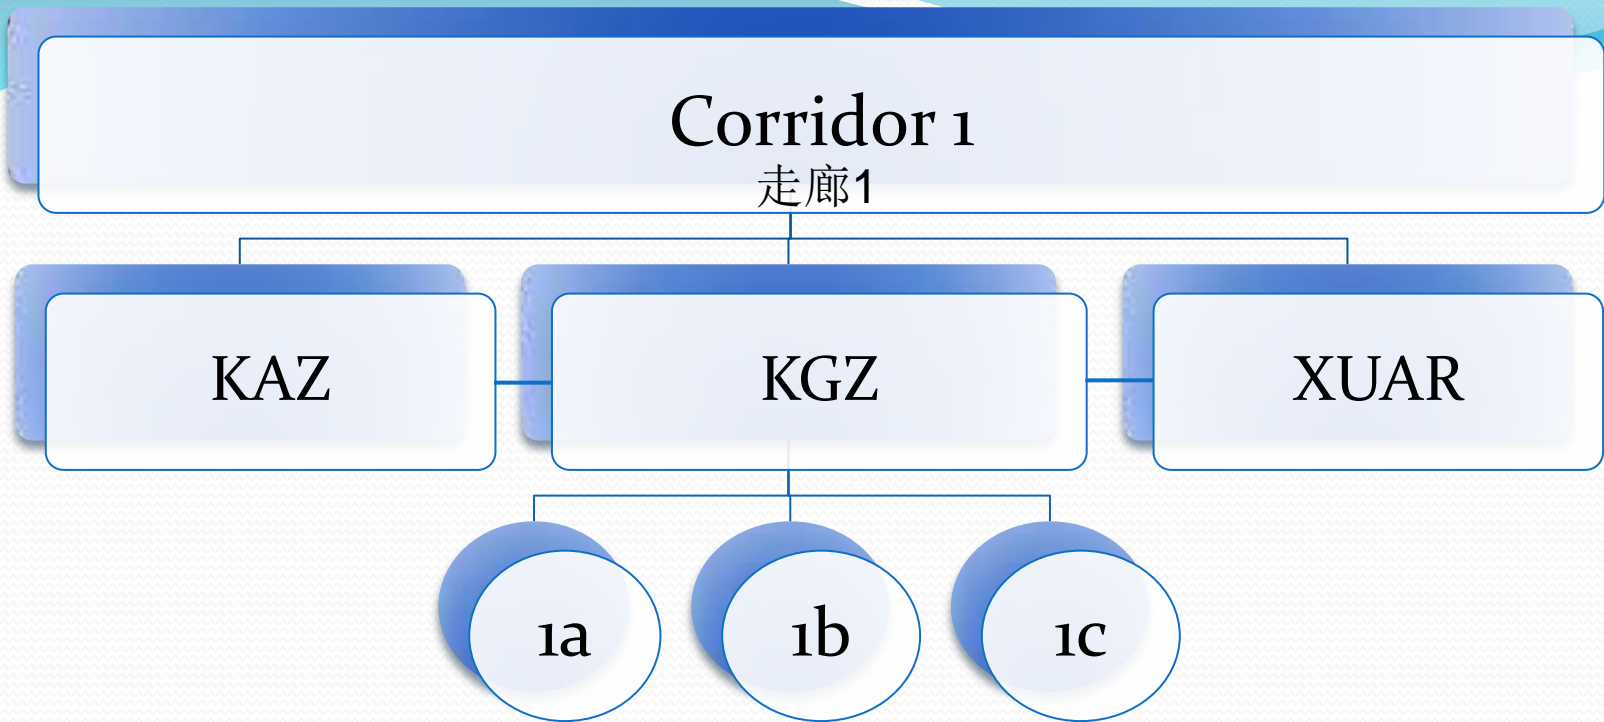 Corridor 1
走廊1
KAZ
KGZ
XUAR
1a
1b
1c